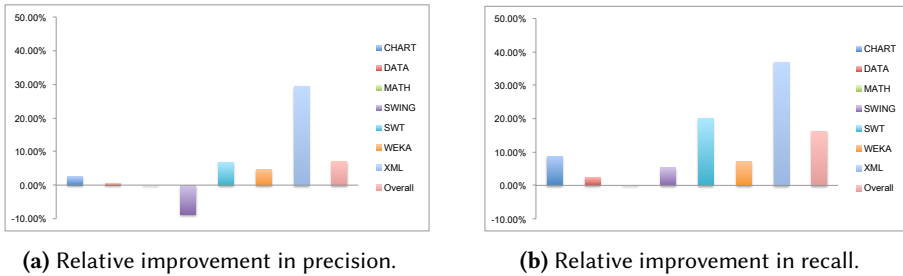 50.00%
40.00%
30.00%
20.00%
10.00%
0.00%
-10.00%
CHART
DATA
MATH
SWING
SWT
WEKA
XML
Overall
(a) Relative improvement in precision.
50.00%
40.00%
30.00%
20.00%
10.00%
0.00%
-10.00%
CHART
DATA
MATH
SWING
SWT
WEKA
XML
Overall
(b) Relative improvement in recall.